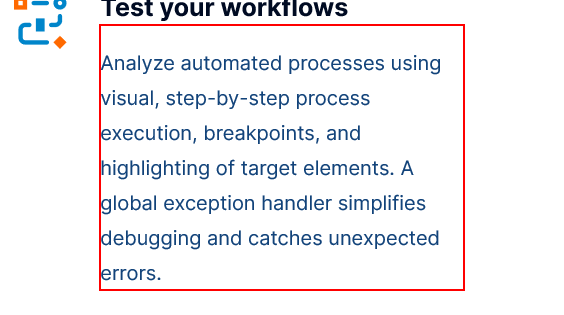 Test your workflows
Analyze automated processes using
visual, step-by-step process
execution, breakpoints, and
highlighting of target elements. A
global exception handler simplifies
debugging and catches unexpected
errors.